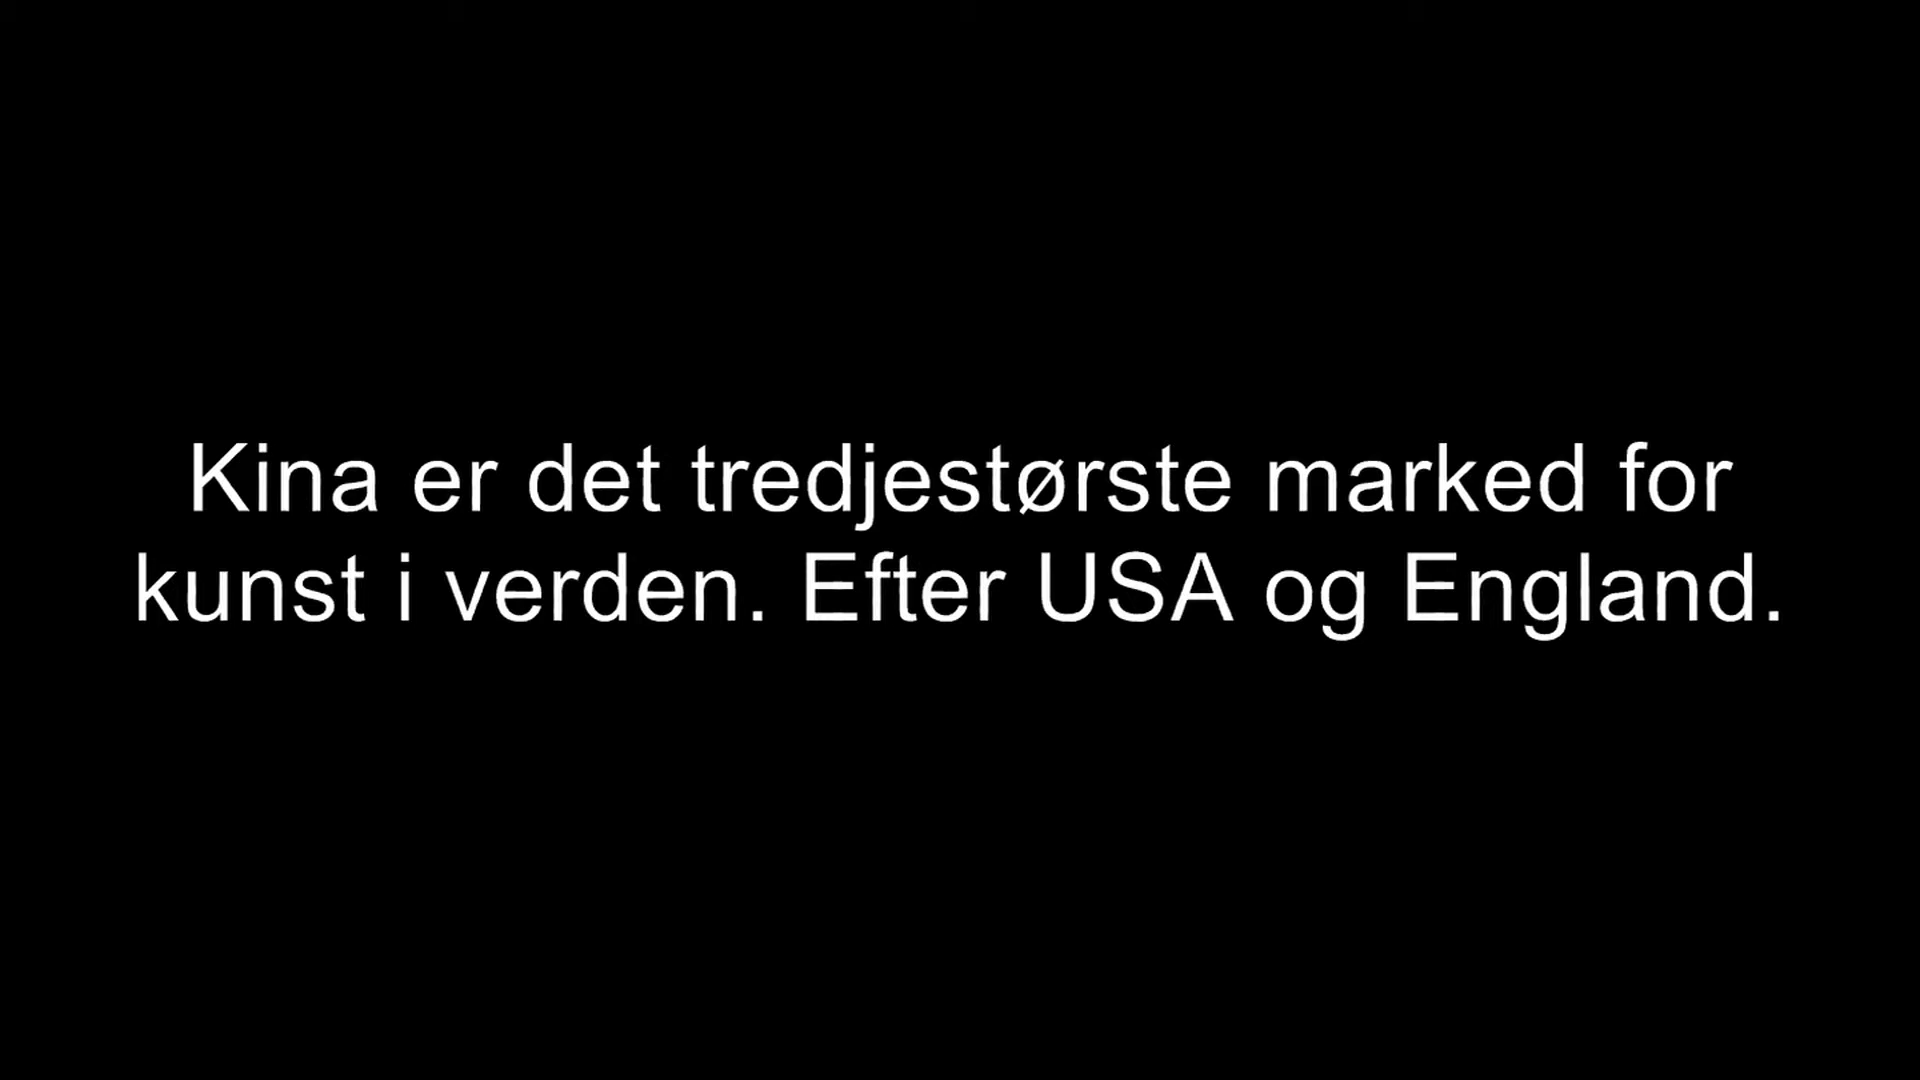 Kina er det tredjestørste marked for
kunst i verden. Efter USA og England.